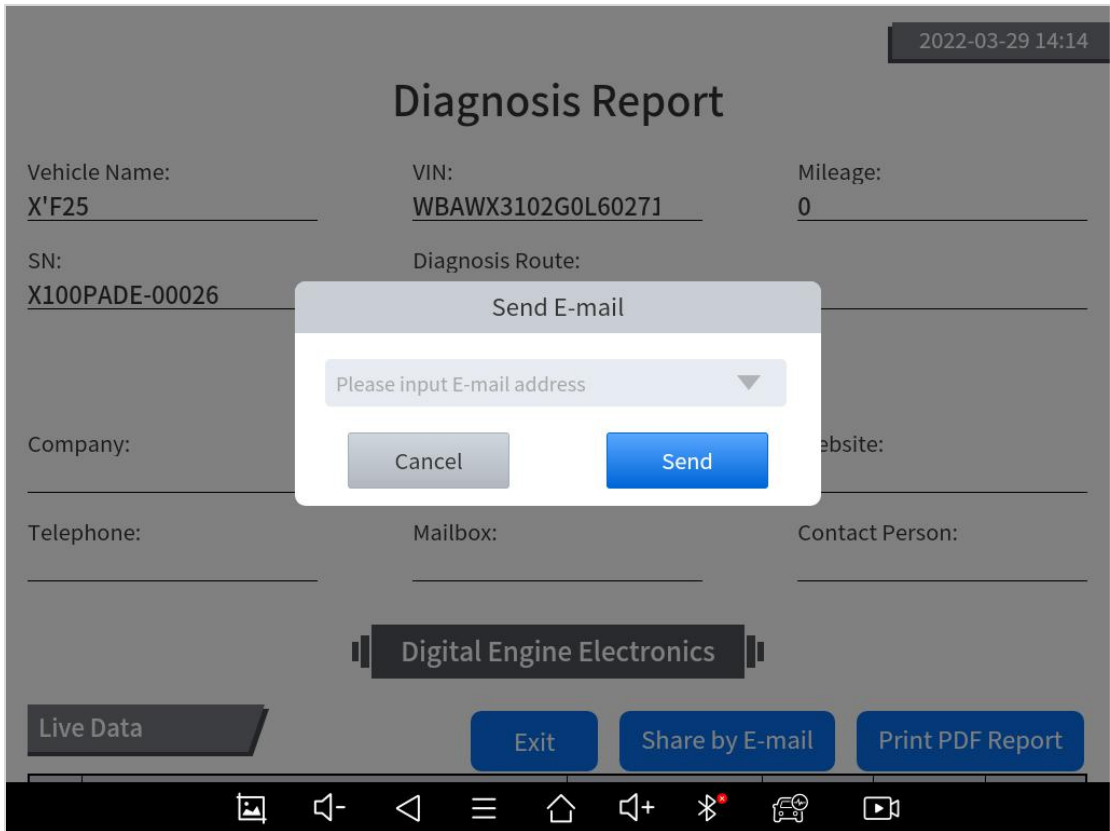 2022-03-29 14:14
Diagnosis Report
Vehicle Name: VIN: Mileage:
X'F25 WBAWX3102G0L60271 0
SN: Diagnosis Route:
X100PADE-00026
Send E-mail
Please input E-mail address
Company: ebsite:
Cancel Send
Telephone: Mailbox: Contact Person:
Digital Engine Electronics
Live Data Exit Share by E-mail Print PDF Report